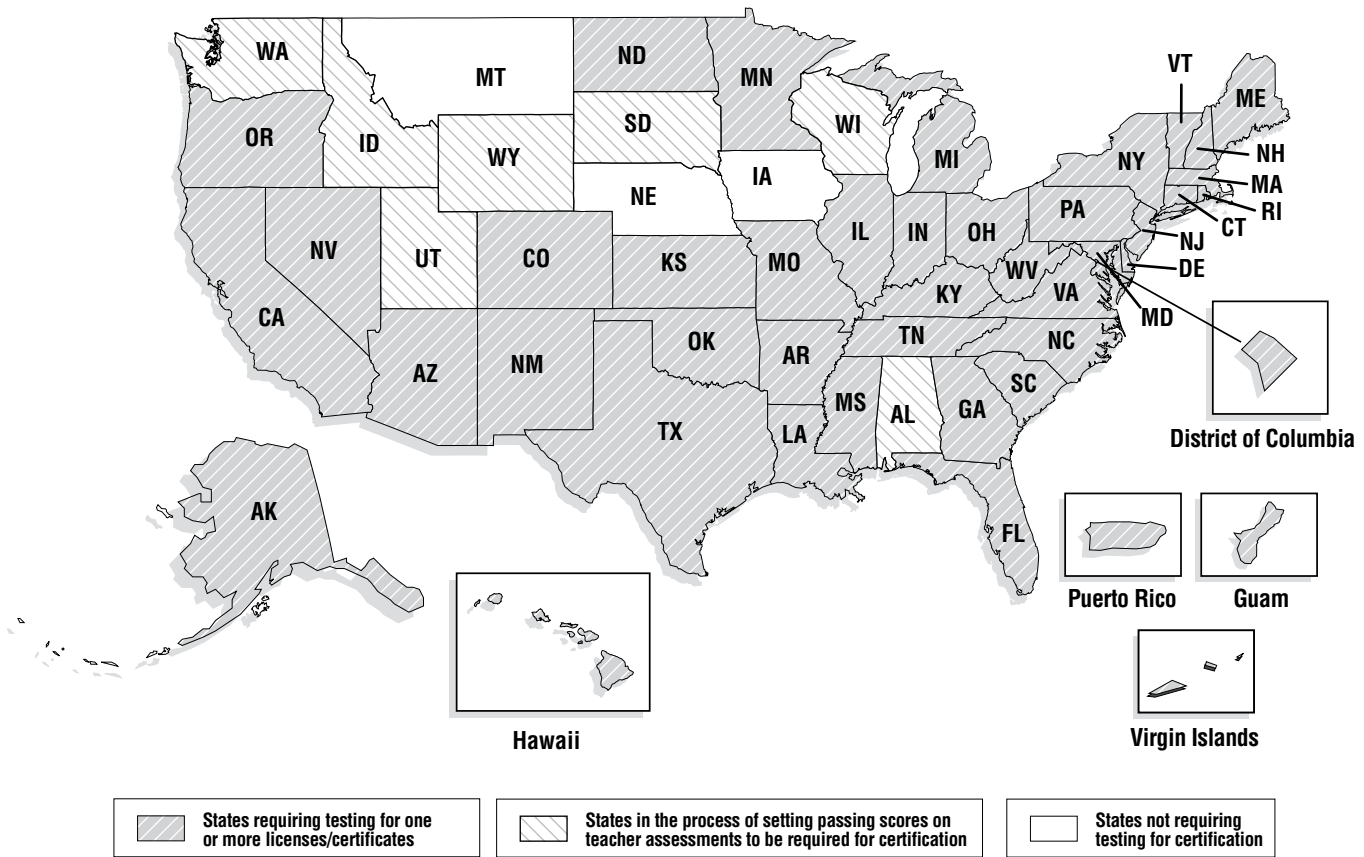 WA
MT
ND
MN
VT
ME
OR
ID
SD
WI
WY
MI
NY
NH
MA
RI
CT
IA
NE
PA
NJ
DE
MD
NV
UT
CO
KS
MO
IL
IN
OH
WV
VA
KY
CA
AZ
NM
OK
AR
TN
NC
SC
MS
AL
GA
TX
LA
FL
AK
District of Columbia
Puerto Rico
Guam
Hawaii
Virgin Islands
States requiring testing for one
or more licenses/certificates
States in the process of setting passing scores on
teacher assessments to be required for certification
States not requiring
testing for certification